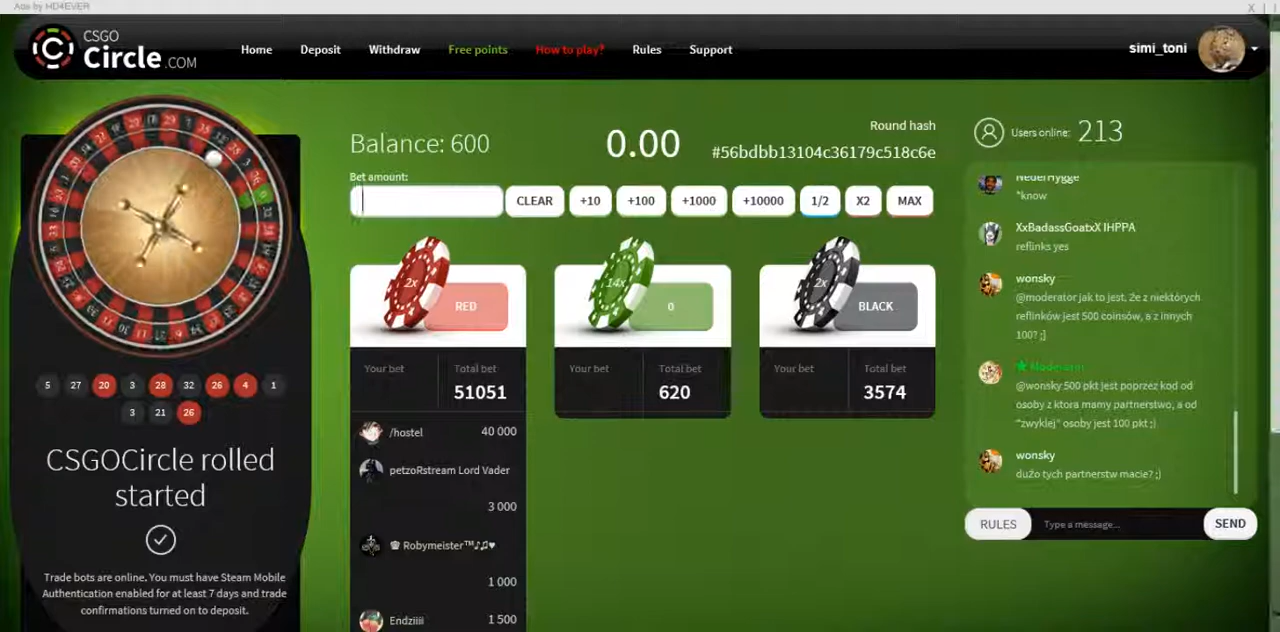 Ads by HD4EVER
X | |
CSGO
Circle.COM
Home Deposit Withdraw Free points How to play? Rules Support
simi_toni
Balance: 600
0.00
Round hash
#56bdbb13104c36179c518c6e
Bet amount:
CLEAR +10 +100 +1000 +10000 1/2 X2 MAX
2x RED
14x 0
2x BLACK
Your bet Total bet
51051
Your bet Total bet
620
Your bet Total bet
3574
/hostel 40 000
petzoRstream Lord Vader
3 000
♛ Robymeister™♪♫♥
1 000
Endziiii 1 500
5 27 20 3 28 32 26 4 1
3 21 26
CSGOCircle rolled
started
Trade bots are online. You must have Steam Mobile
Authentication enabled for at least 7 days and trade
confirmations turned on to deposit.
Users online: 213
NederHygge
*know
XxBadassGoatxX IHPPA
reflinks yes
wonsky
@moderator jak to jest, że z niektórych
reflinków jest 500 coinsów, a z innych
100? ;]
★ Moderator
@wonsky 500 pkt jest poprzez kod od
osoby z ktora mamy partnerstwo, a od
"zwyklej" osoby jest 100 pkt ;)
wonsky
dużo tych partnerstw macie? ;)
RULES Type a message... SEND